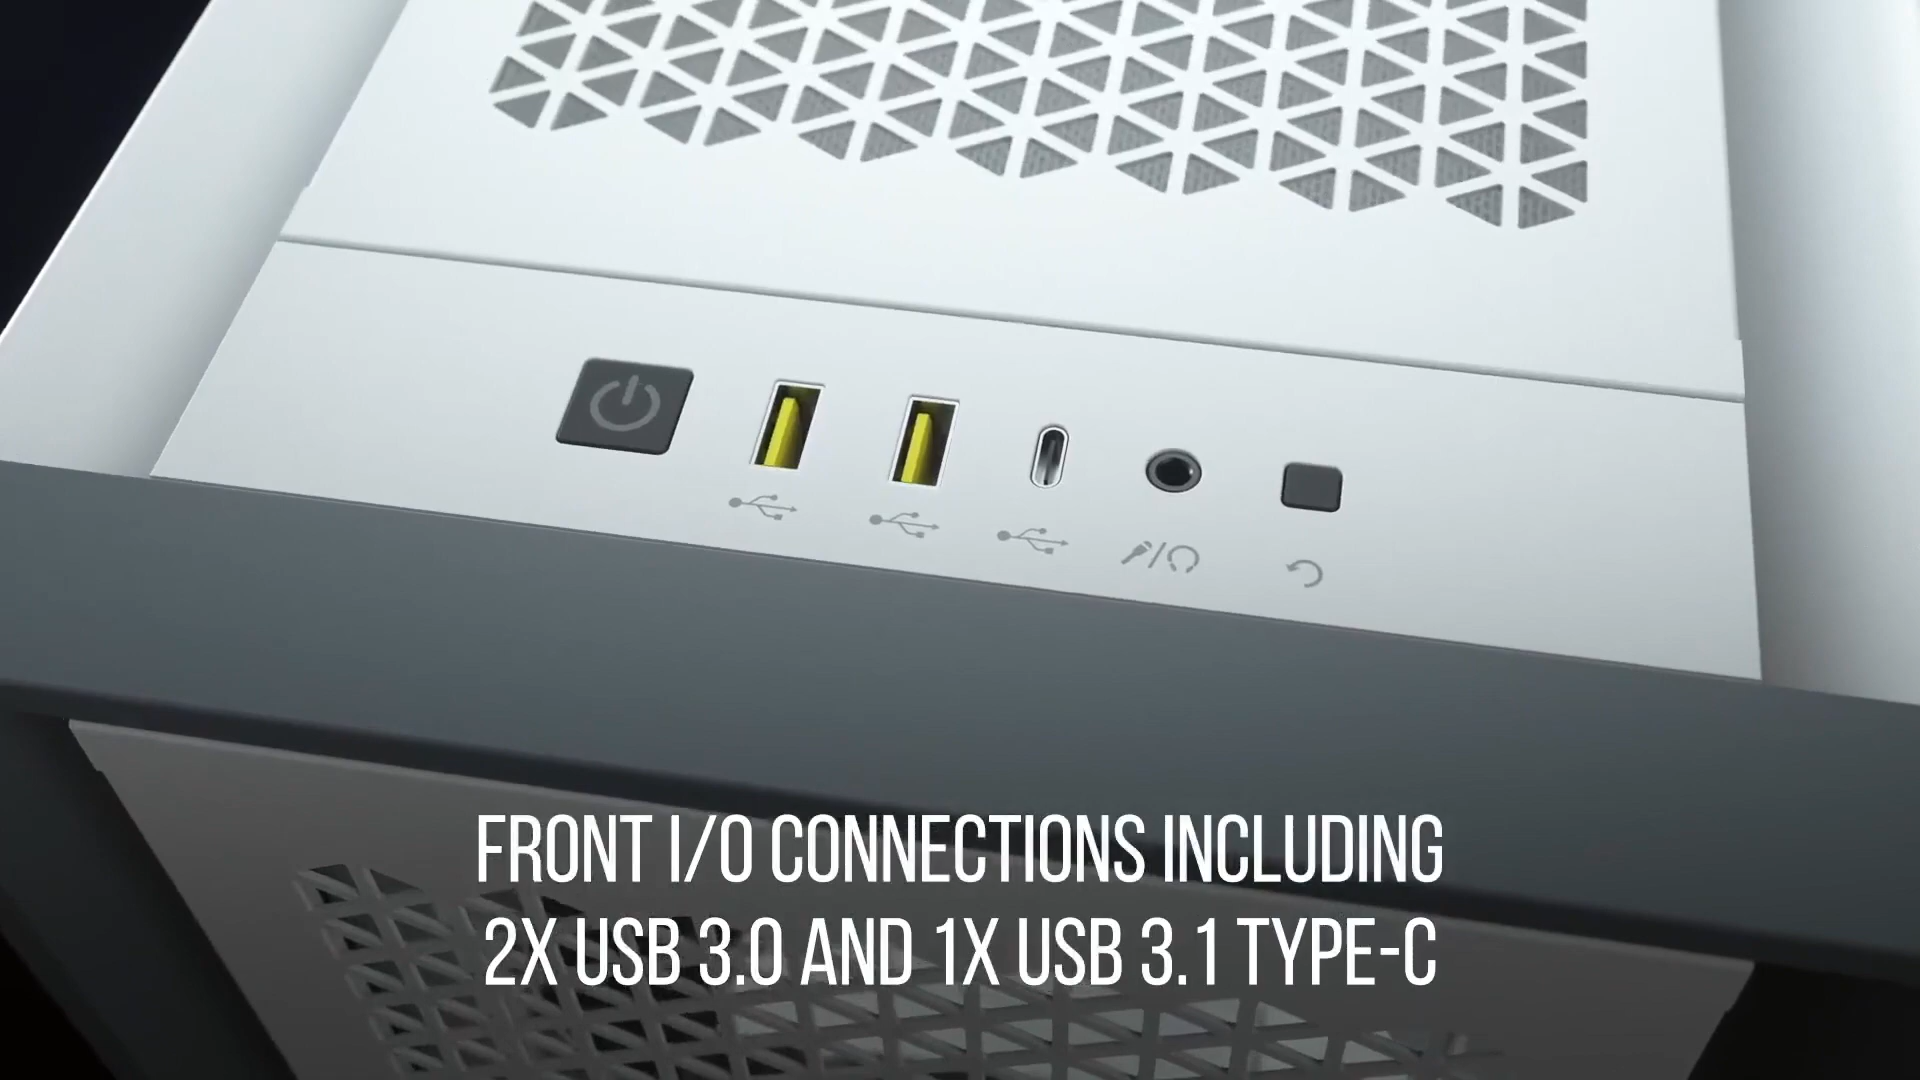 FRONT I/O CONNECTIONS INCLUDING
2X USB 3.0 AND 1X USB 3.1 TYPE-C